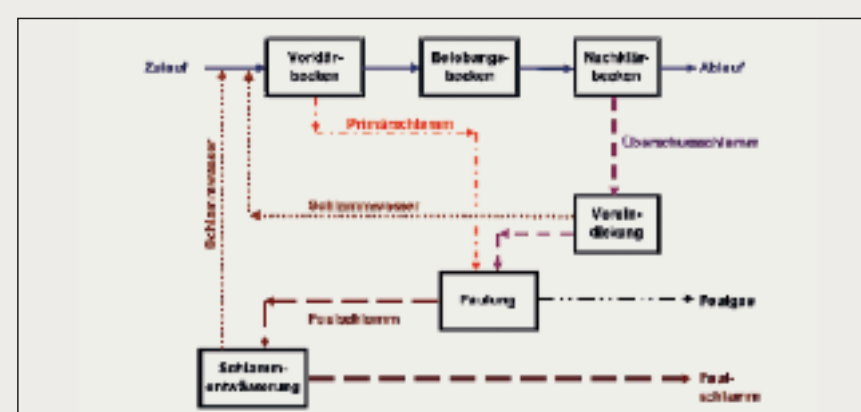 Zulauf
Vorklär-
becken
Belebungs-
becken
Nachklär-
becken
Ablauf
Primärschlamm
Überschussschlamm
Schlammwasser
Schlammwasser
Vorein-
dickung
Faulung
Faulgas
Faulschlamm
Schlamm-
entwässerung
Faul-
schlamm